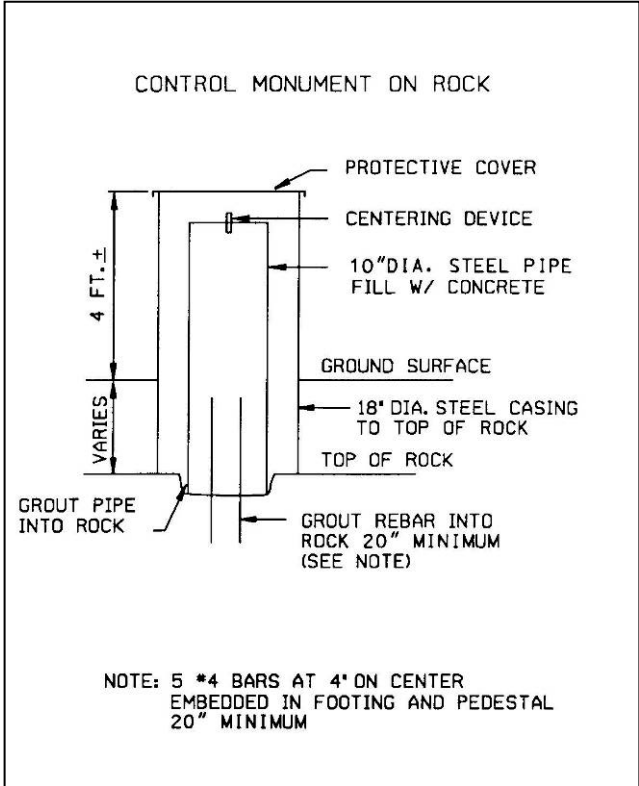 CONTROL MONUMENT ON ROCK
PROTECTIVE COVER
CENTERING DEVICE
10"DIA. STEEL PIPE
FILL W/ CONCRETE
4 FT.±
GROUND SURFACE
VARIES
18" DIA. STEEL CASING
TO TOP OF ROCK
TOP OF ROCK
GROUT PIPE
INTO ROCK
GROUT REBAR INTO
ROCK 20" MINIMUM
(SEE NOTE)
NOTE: 5 #4 BARS AT 4" ON CENTER
EMBEDDED IN FOOTING AND PEDESTAL
20" MINIMUM